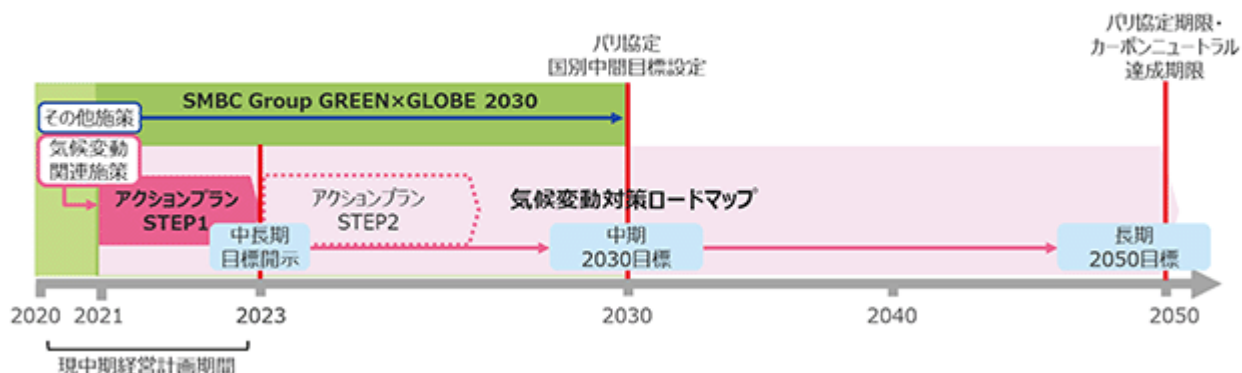 パリ協定
国別中間目標設定
パリ協定期限・
カーボンニュートラル
達成期限
SMBC Group GREEN×GLOBE 2030
その他施策
気候変動
関連施策
アクションプラン
STEP1
アクションプラン
STEP2
気候変動対策ロードマップ
中長期
目標開示
中期
2030目標
長期
2050目標
2020
2021
2023
2030
2040
2050
現中期経営計画期間